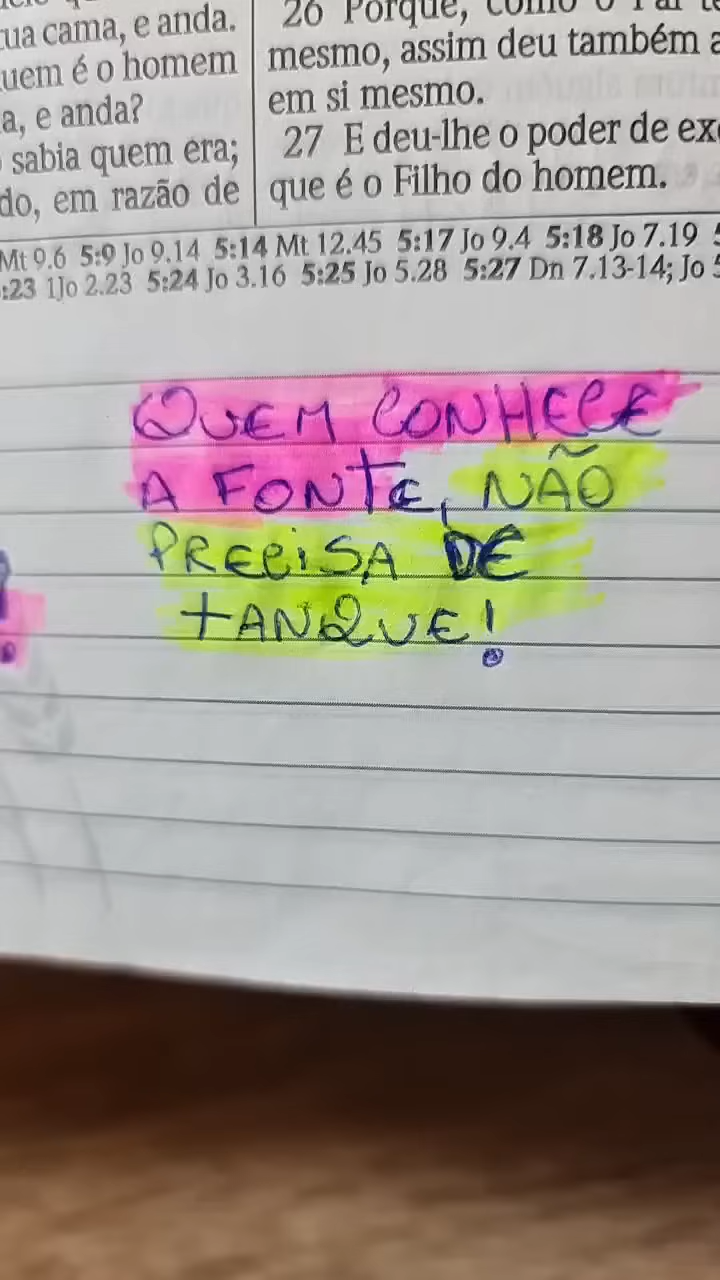 tua cama, e anda.
uem é o homem
a, e anda?
sabia quem era;
do, em razão de
26 Porque, como o Pai
mesmo, assim deu também a
em si mesmo.
27 E deu-lhe o poder de
que é o Filho do homem.
Mt 9.6 5:9 Jo 9.14 5:14 Mt 12.45 5:17 Jo 9.4 5:18 Jo 7.19
:23 1Jo 2.23 5:24 Jo 3.16 5:25 Jo 5.28 5:27 Dn 7.13-14; Jo
QUEM CONHECE
A FONTE, NÃO
PRECISA DE
TANQUE!